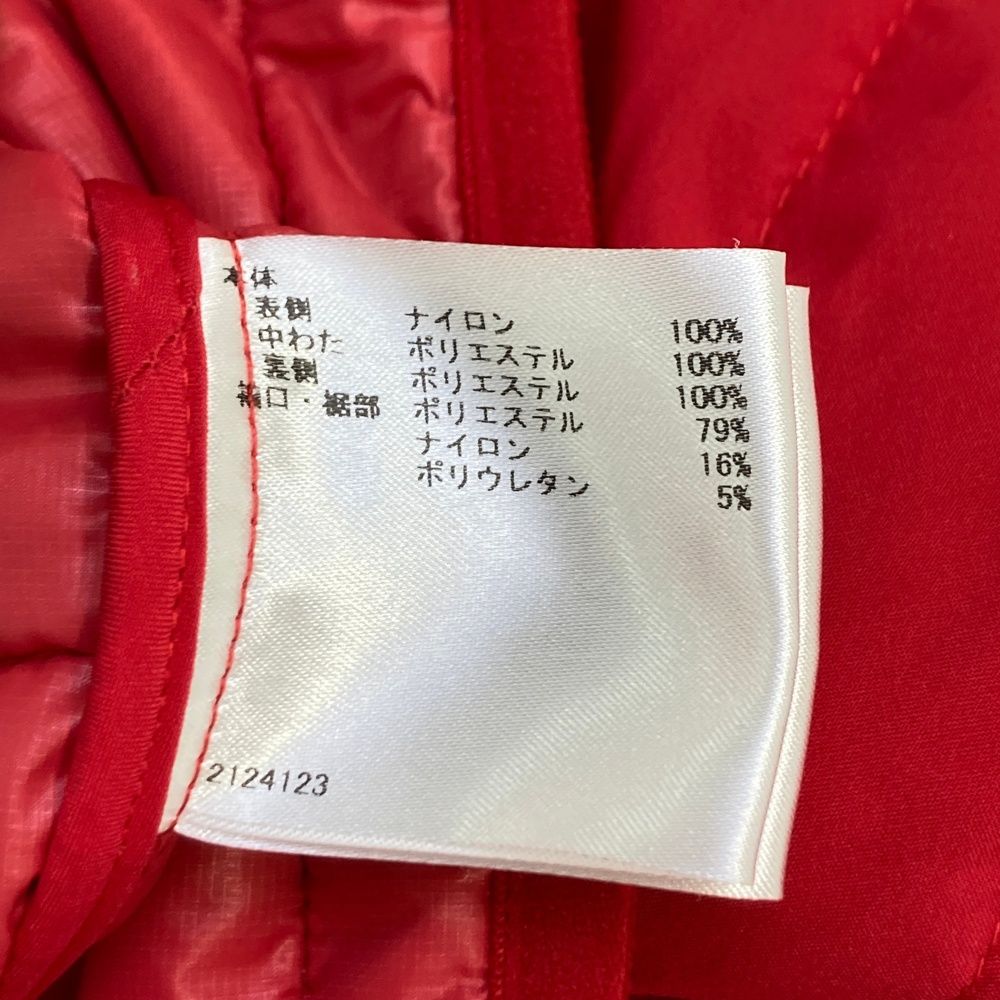 本体
表側 ナイロン 100%
中わた ポリエステル 100%
裏側 ポリエステル 100%
袖口・裾部 ポリエステル 79%
ナイロン 16%
ポリウレタン 5%
2124123